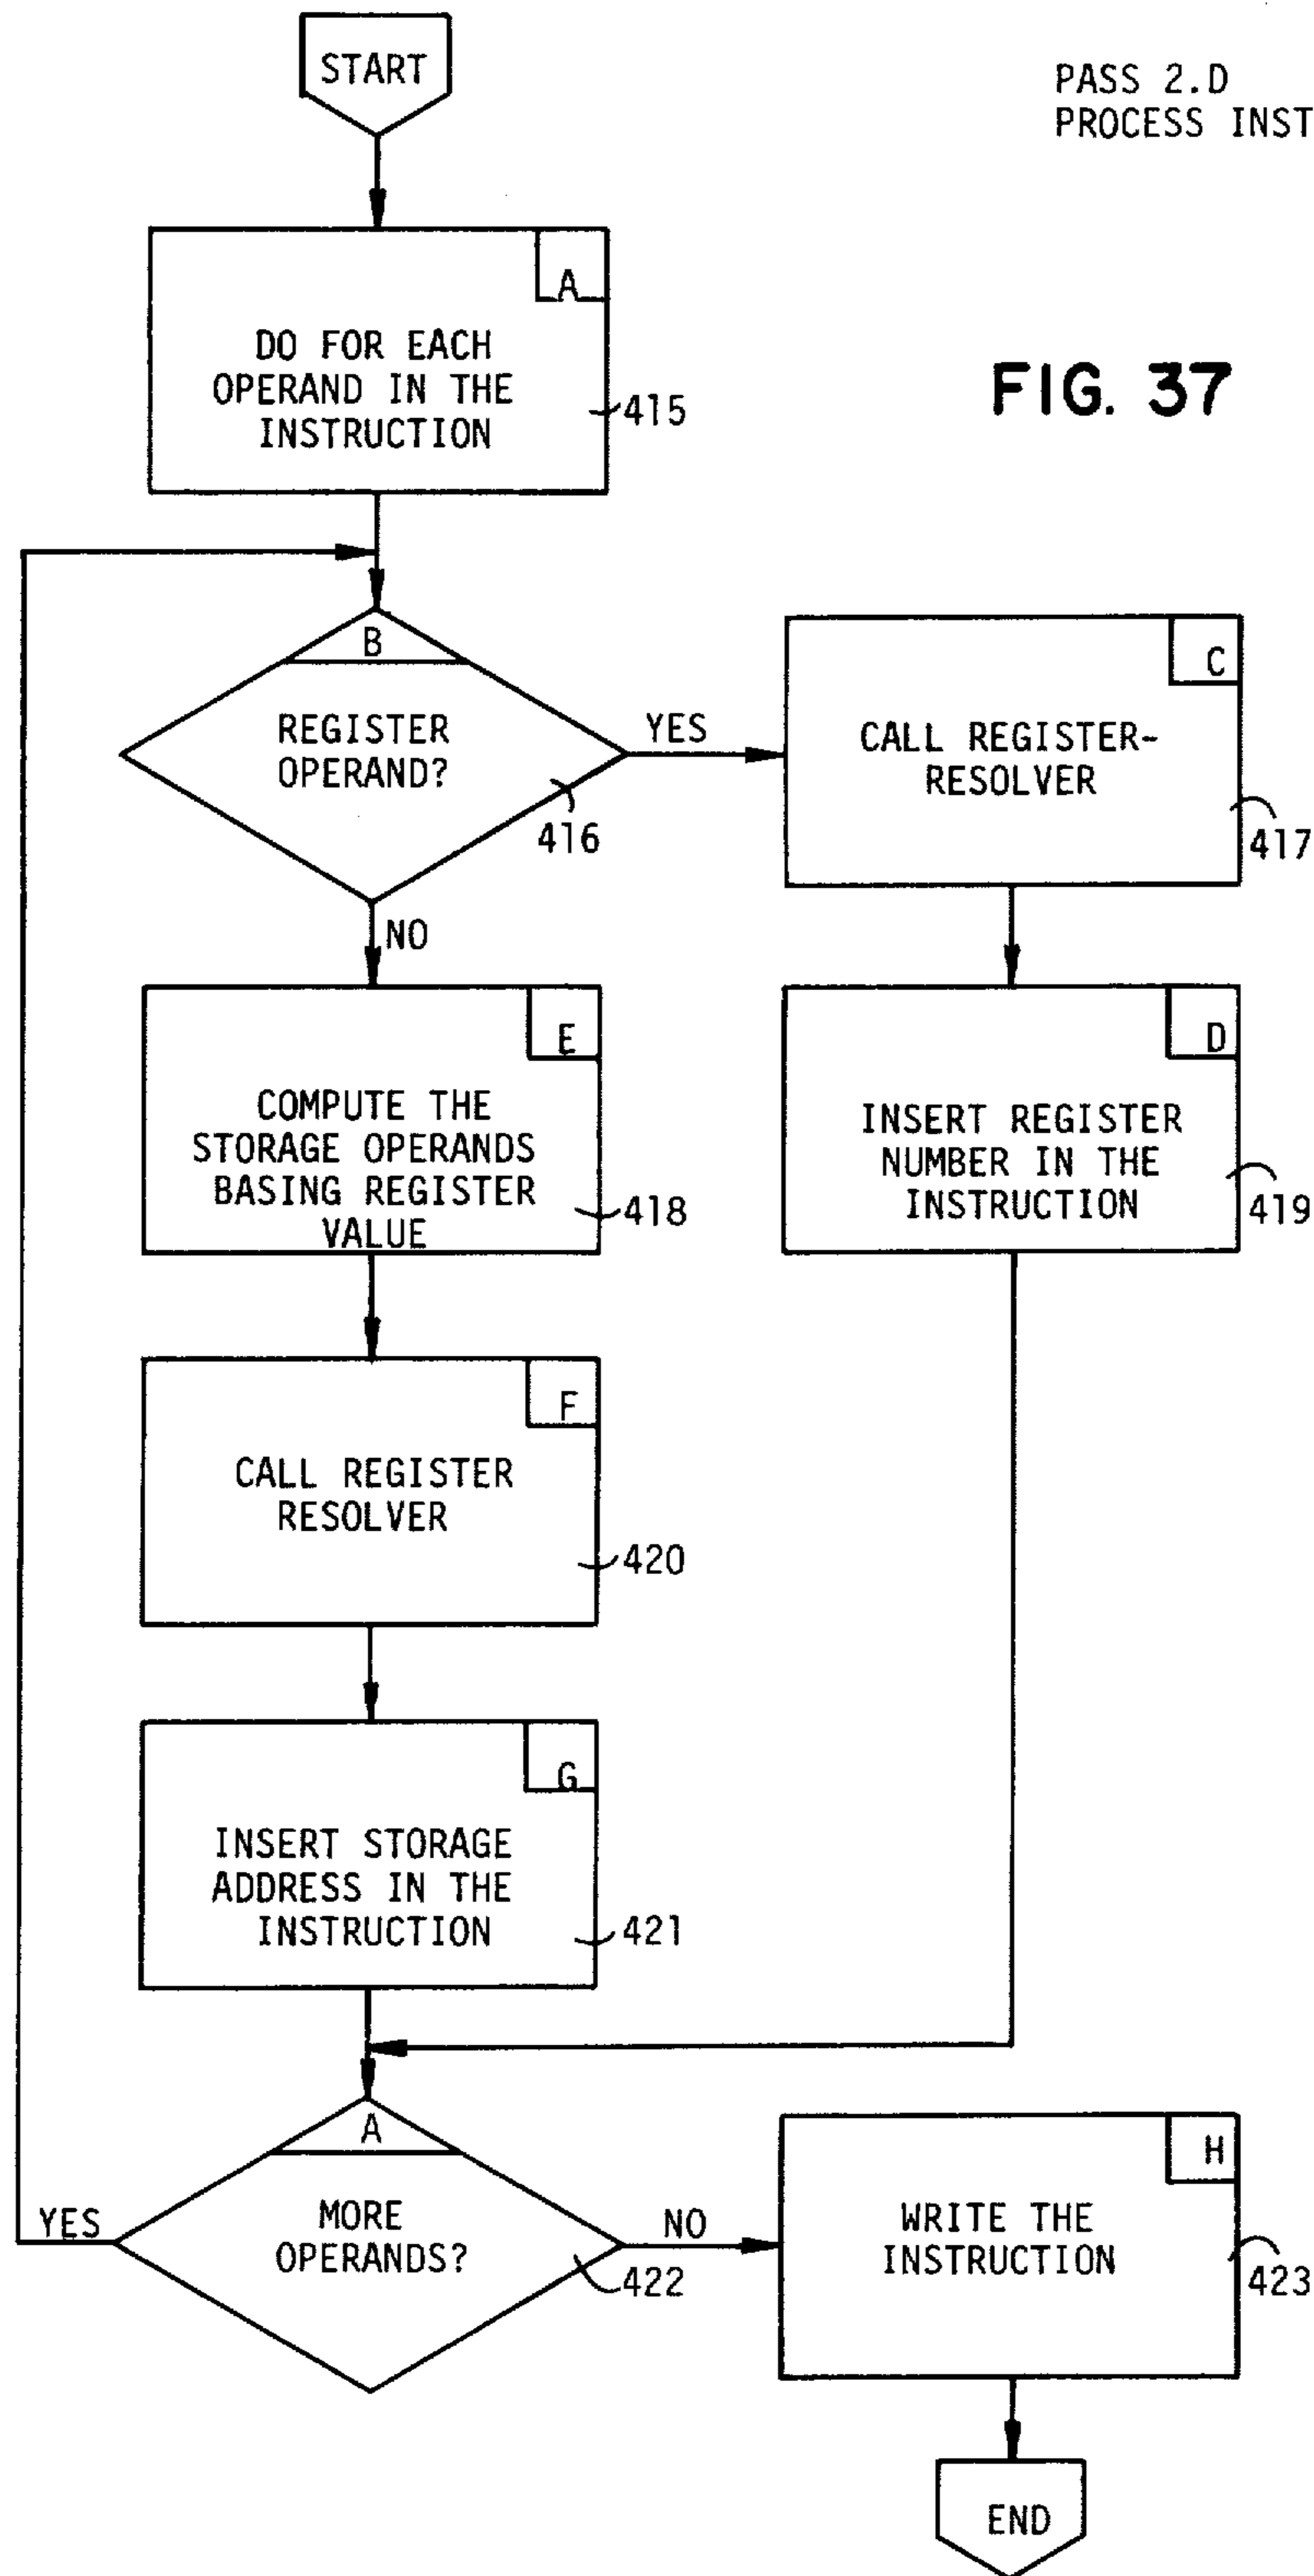 START
PASS 2.D
PROCESS INST
A
DO FOR EACH
OPERAND IN THE
INSTRUCTION
415
FIG. 37
B
REGISTER
OPERAND?
416
YES
NO
C
CALL REGISTER-
RESOLVER
417
E
COMPUTE THE
STORAGE OPERANDS
BASING REGISTER
VALUE
418
D
INSERT REGISTER
NUMBER IN THE
INSTRUCTION
419
F
CALL REGISTER
RESOLVER
420
G
INSERT STORAGE
ADDRESS IN THE
INSTRUCTION
421
A
MORE
OPERANDS?
422
YES
NO
H
WRITE THE
INSTRUCTION
423
END